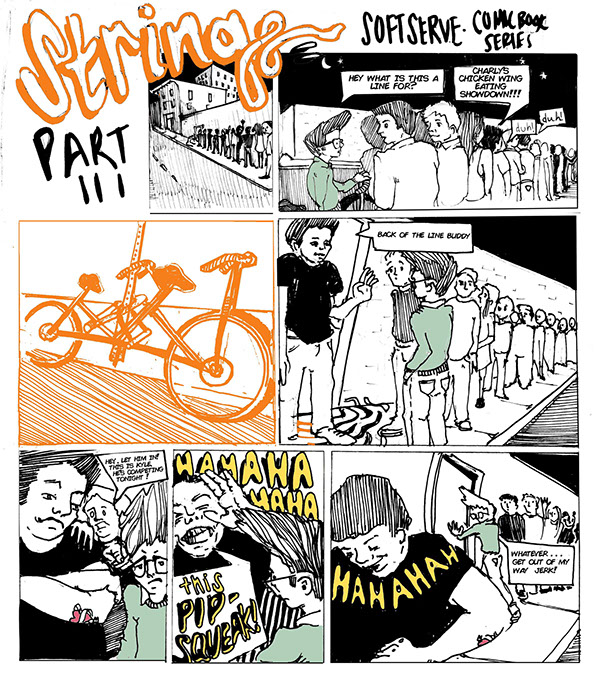 String
SOFTSERVE. COMIC BOOK
SERIES
PART
III
HEY WHAT IS THIS A
LINE FOR?
CHARLY'S
CHICKEN WING
EATING
SHOWDOWN!!!
duh!
duh!
BACK OF THE LINE BUDDY
HEY, LET HIM IN!
THIS IS KYLE,
HE'S COMPETING
TONIGHT!
HAHAHA
HAHA
this
PIP-
SQUEAK!
HAHAHAH
WHATEVER...
GET OUT OF MY
WAY JERK!